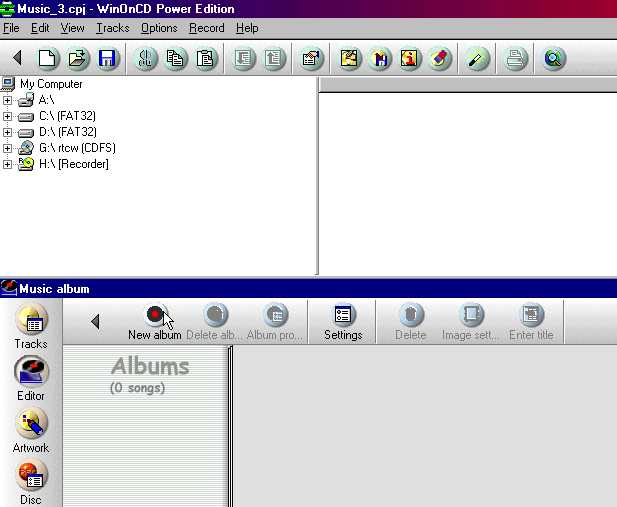 Music_3.cpj - WinOnCD Power Edition
File Edit View Tracks Albums Options Record Help
My Computer
A:\
C:\ (FAT32)
D:\ (FAT32)
G:\ rtcw (CDFS)
H:\ [Recorder]
Music album
New album Delete alb... Album pro... Settings Delete Image sett... Enter title
Tracks
Albums
(0 songs)
Editor
Artwork
Disc